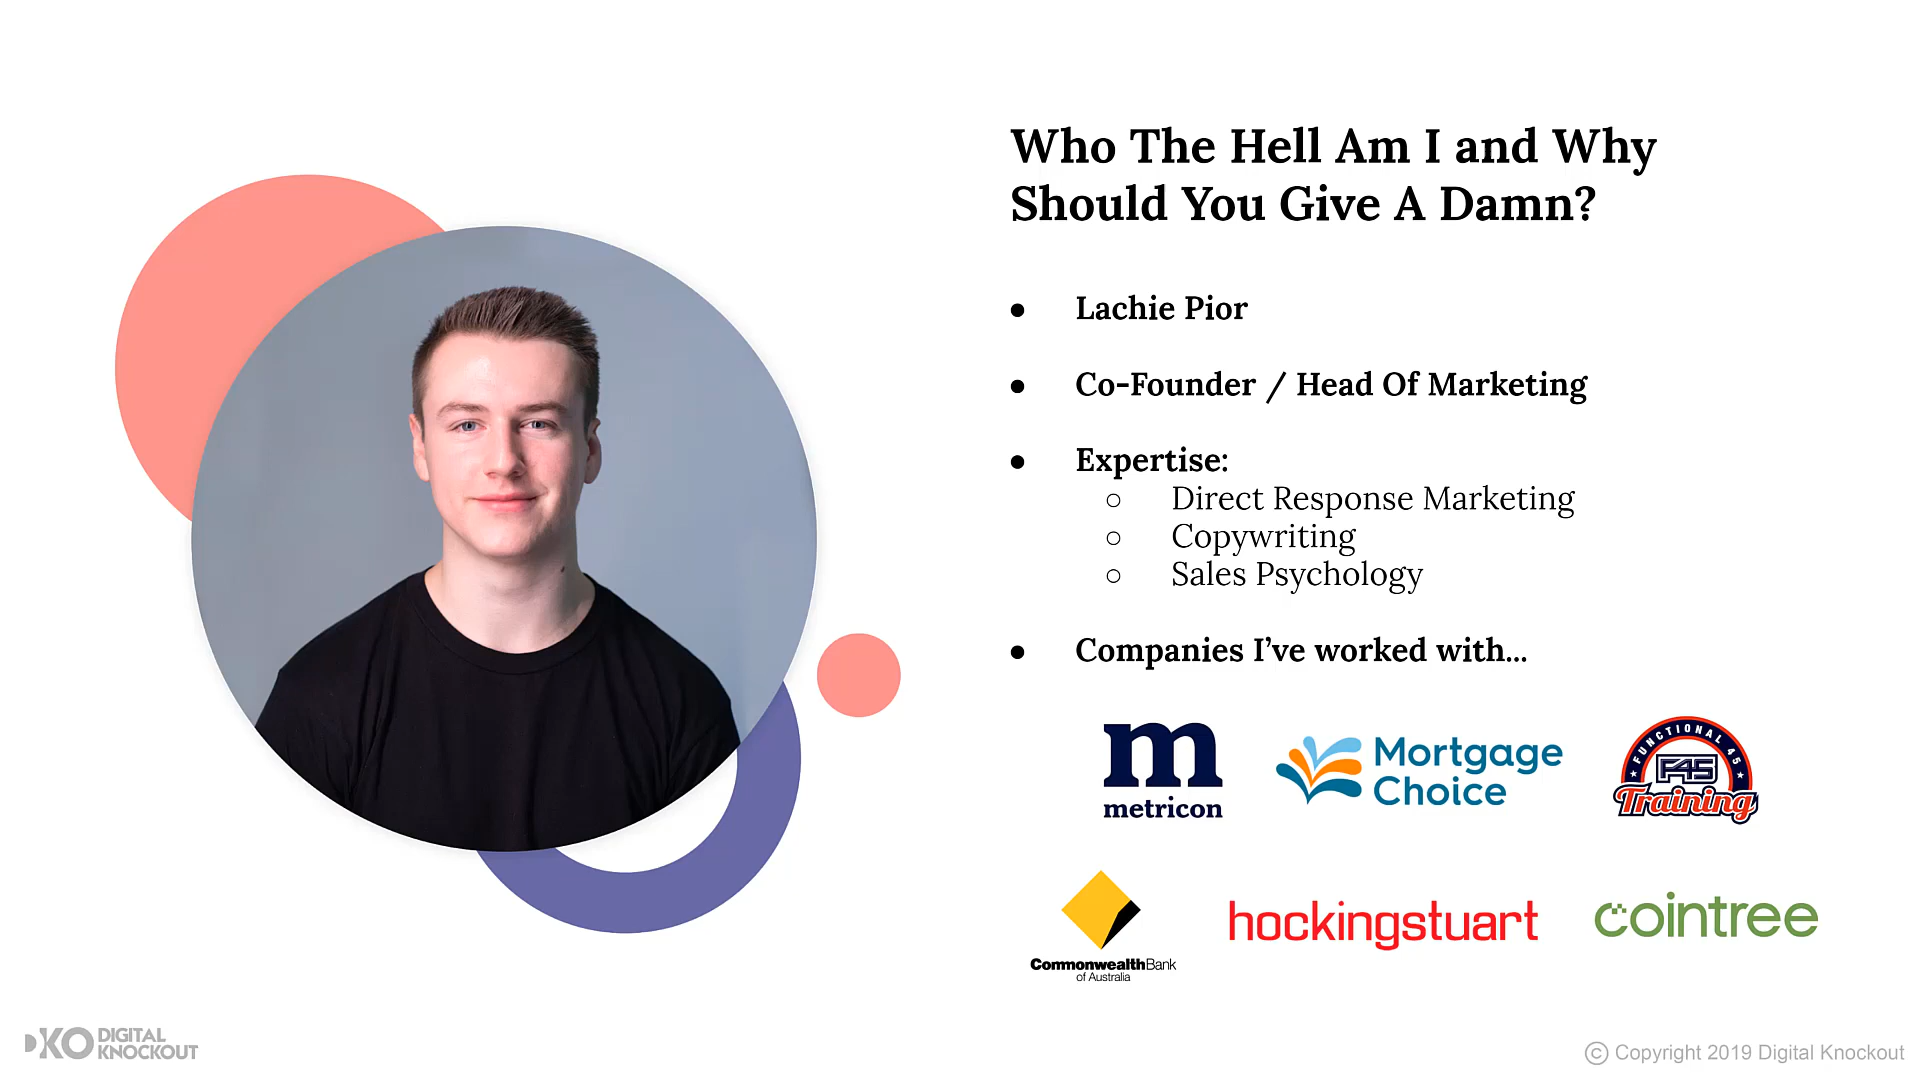 Who The Hell Am I and Why
Should You Give A Damn?
● Lachie Pior
● Co-Founder / Head Of Marketing
● Expertise:
○ Direct Response Marketing
○ Copywriting
○ Sales Psychology
● Companies I’ve worked with...
m
metricon
Mortgage
Choice
FUNCTIONAL 45
F45
Training
CommonwealthBank
of Australia
hockingstuart
cointree
KO DIGITAL
KNOCKOUT
© Copyright 2019 Digital Knockout